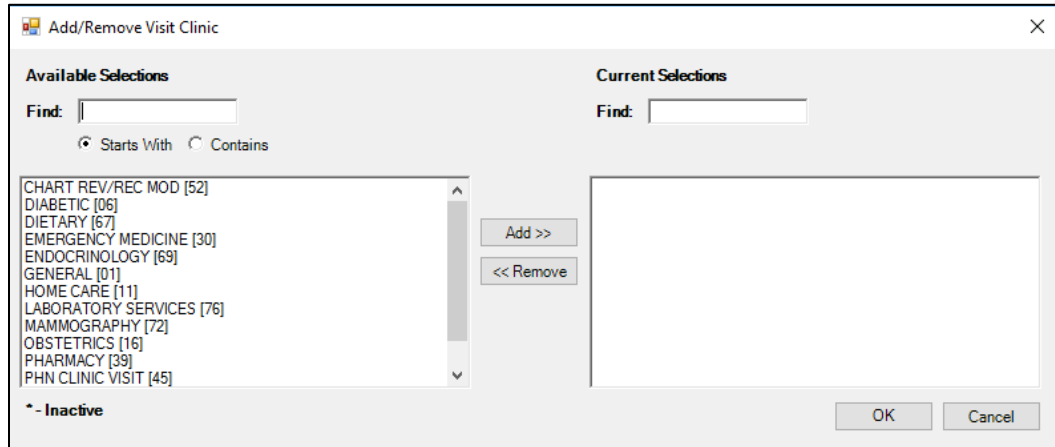 Add/Remove Visit Clinic
Available Selections
Find:
Starts With Contains
CHART REV/REC MOD [52]
DIABETIC [06]
DIETARY [67]
EMERGENCY MEDICINE [30]
ENDOCRINOLOGY [69]
GENERAL [01]
HOME CARE [11]
LABORATORY SERVICES [76]
MAMMOGRAPHY [72]
OBSTETRICS [16]
PHARMACY [39]
PHN CLINIC VISIT [45]
* - Inactive
Add >>
<< Remove
Current Selections
Find:
OK Cancel